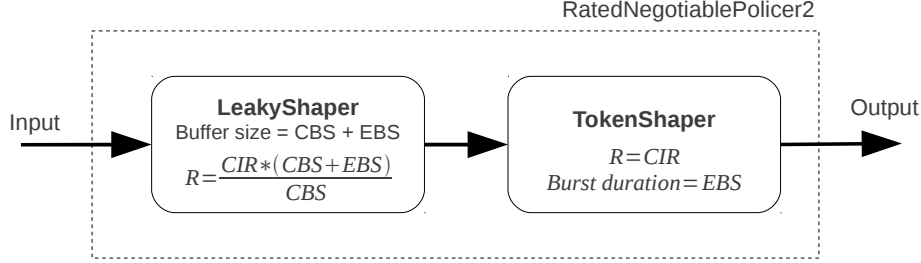 RatedNegotiablePolicer2
Input
LeakyShaper
Buffer size = CBS + EBS
R=CIR∗(CBS+EBS)/CBS
TokenShaper
R=CIR
Burst duration=EBS
Output